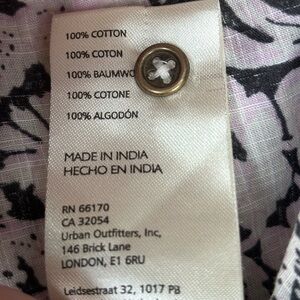 100% COTTON
100% COTON
100% BAUMWO
100% COTONE
100% ALGODÓN
MADE IN INDIA
HECHO EN INDIA
RN 66170
CA 32054
Urban Outfitters, Inc,
146 Brick Lane
LONDON, E1 6RU
Leidsestraat 32, 1017 PB